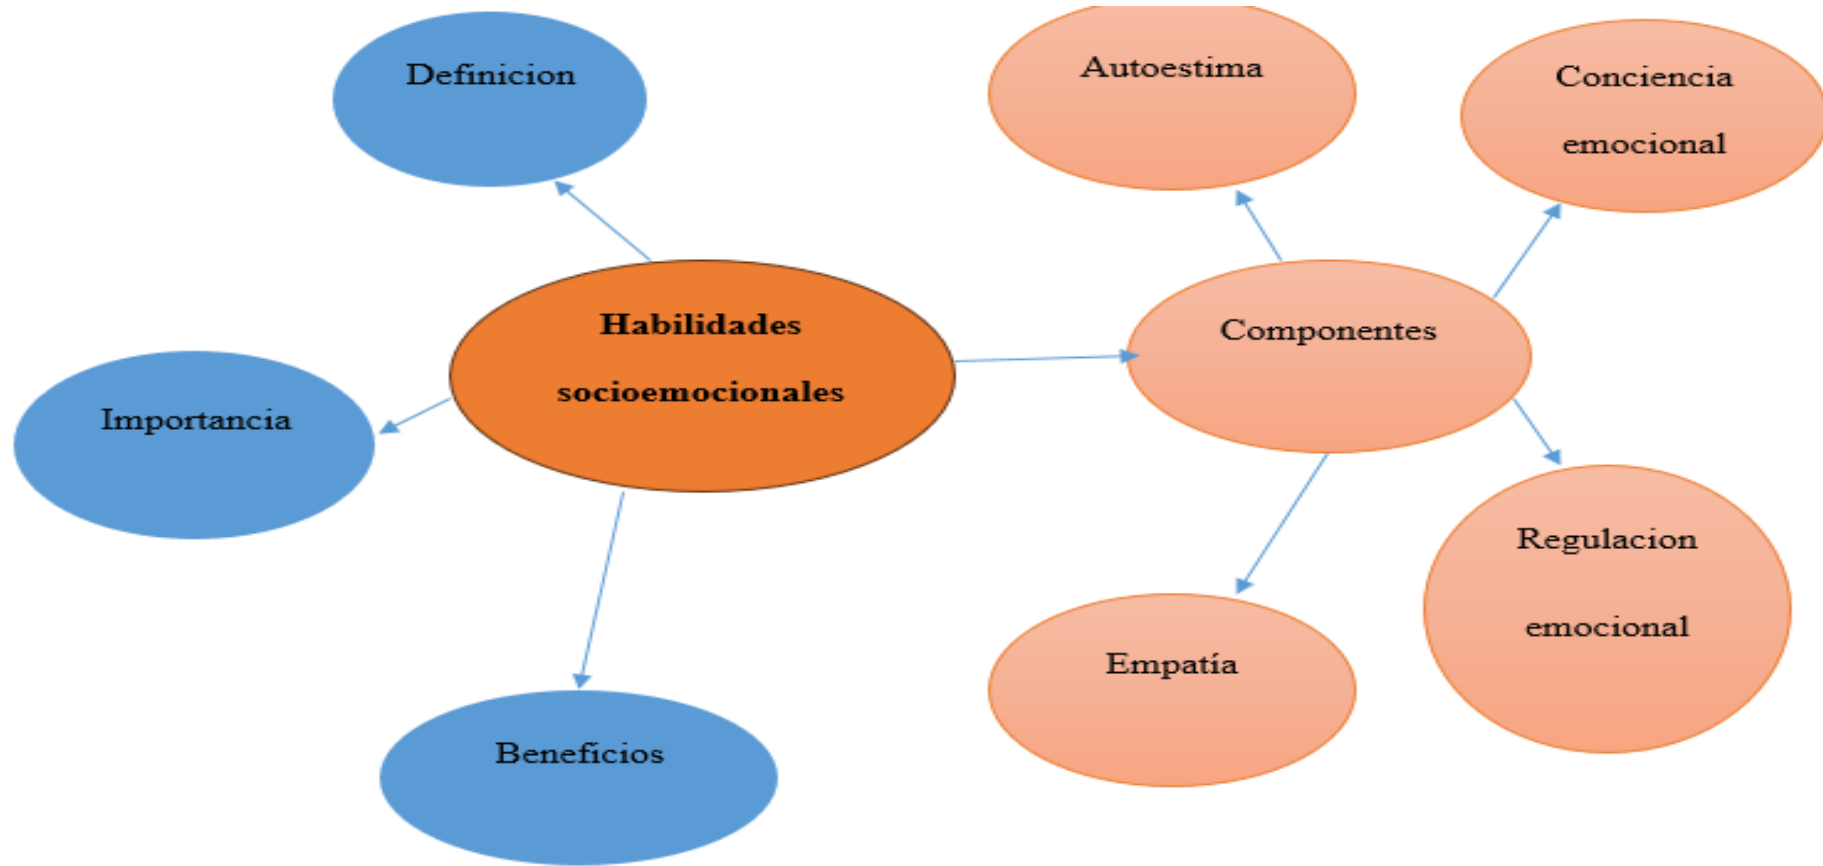 Definicion
Autoestima
Conciencia
emocional
Habilidades
socioemocionales
Componentes
Importancia
Regulacion
emocional
Empatía
Beneficios